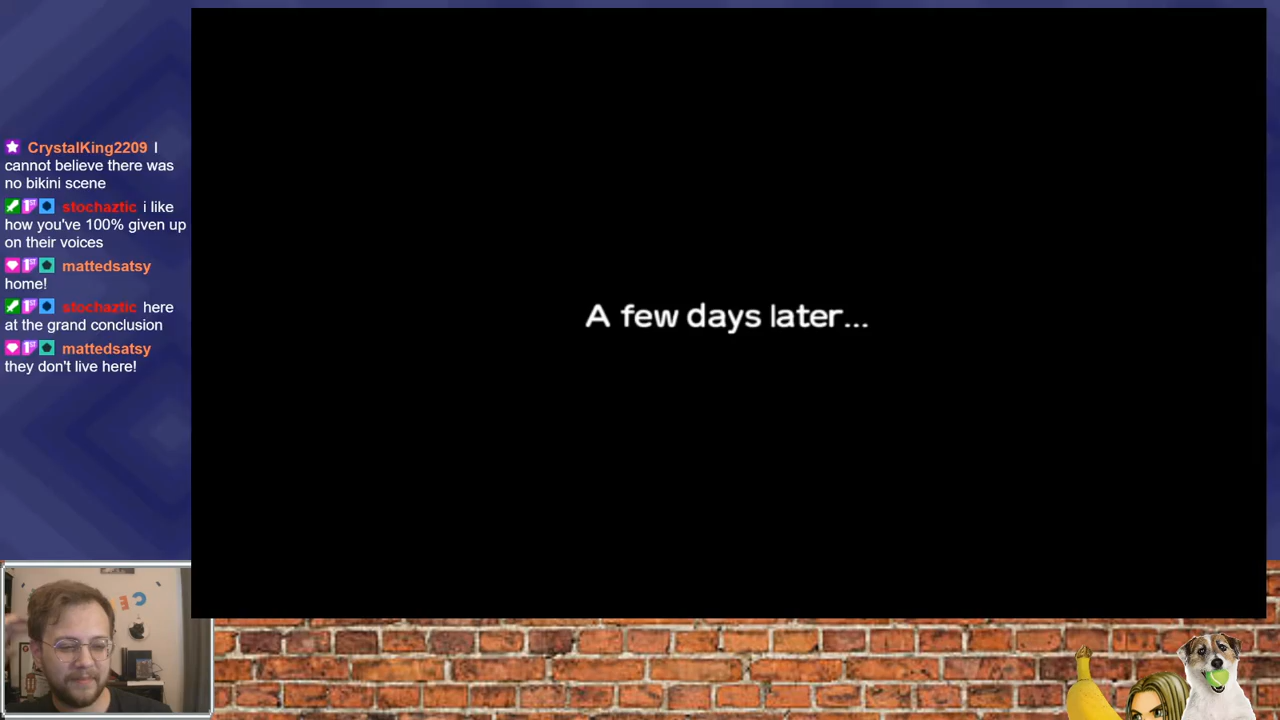 CrystalKing2209 I
cannot believe there was
no bikini scene
stochaztic i like
how you've 100% given up
on their voices
mattedsatsy
home!
stochaztic here
at the grand conclusion
mattedsatsy
they don't live here!
A few days later...